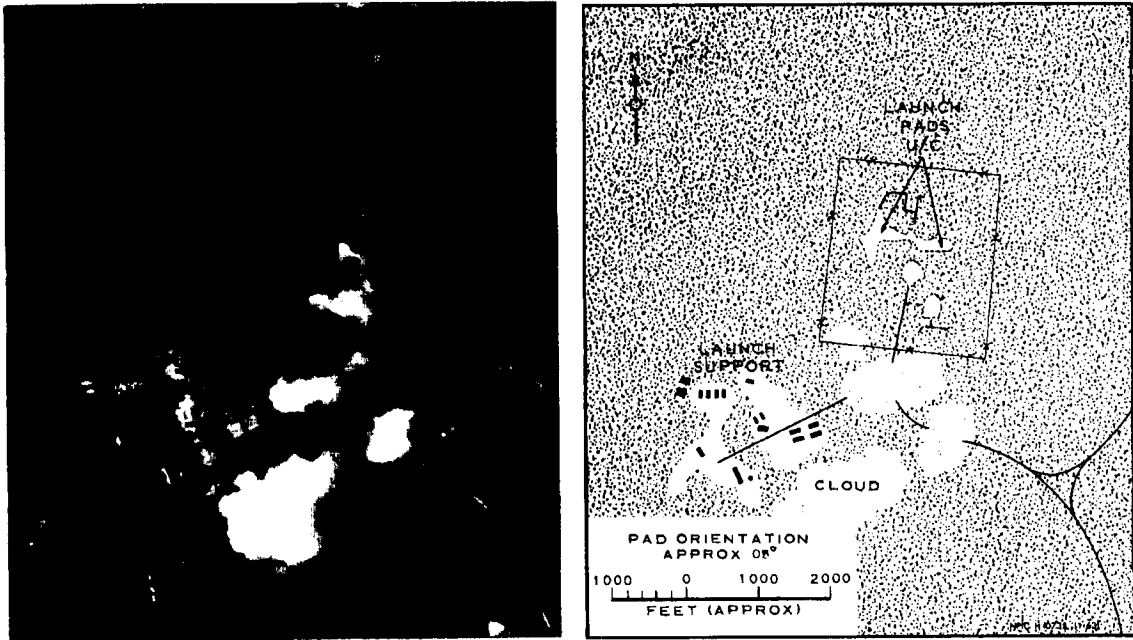 N
LAUNCH
PADS
U/C
LAUNCH
SUPPORT
CLOUD
PAD ORIENTATION
APPROX
1000 0 1000 2000
FEET (APPROX)